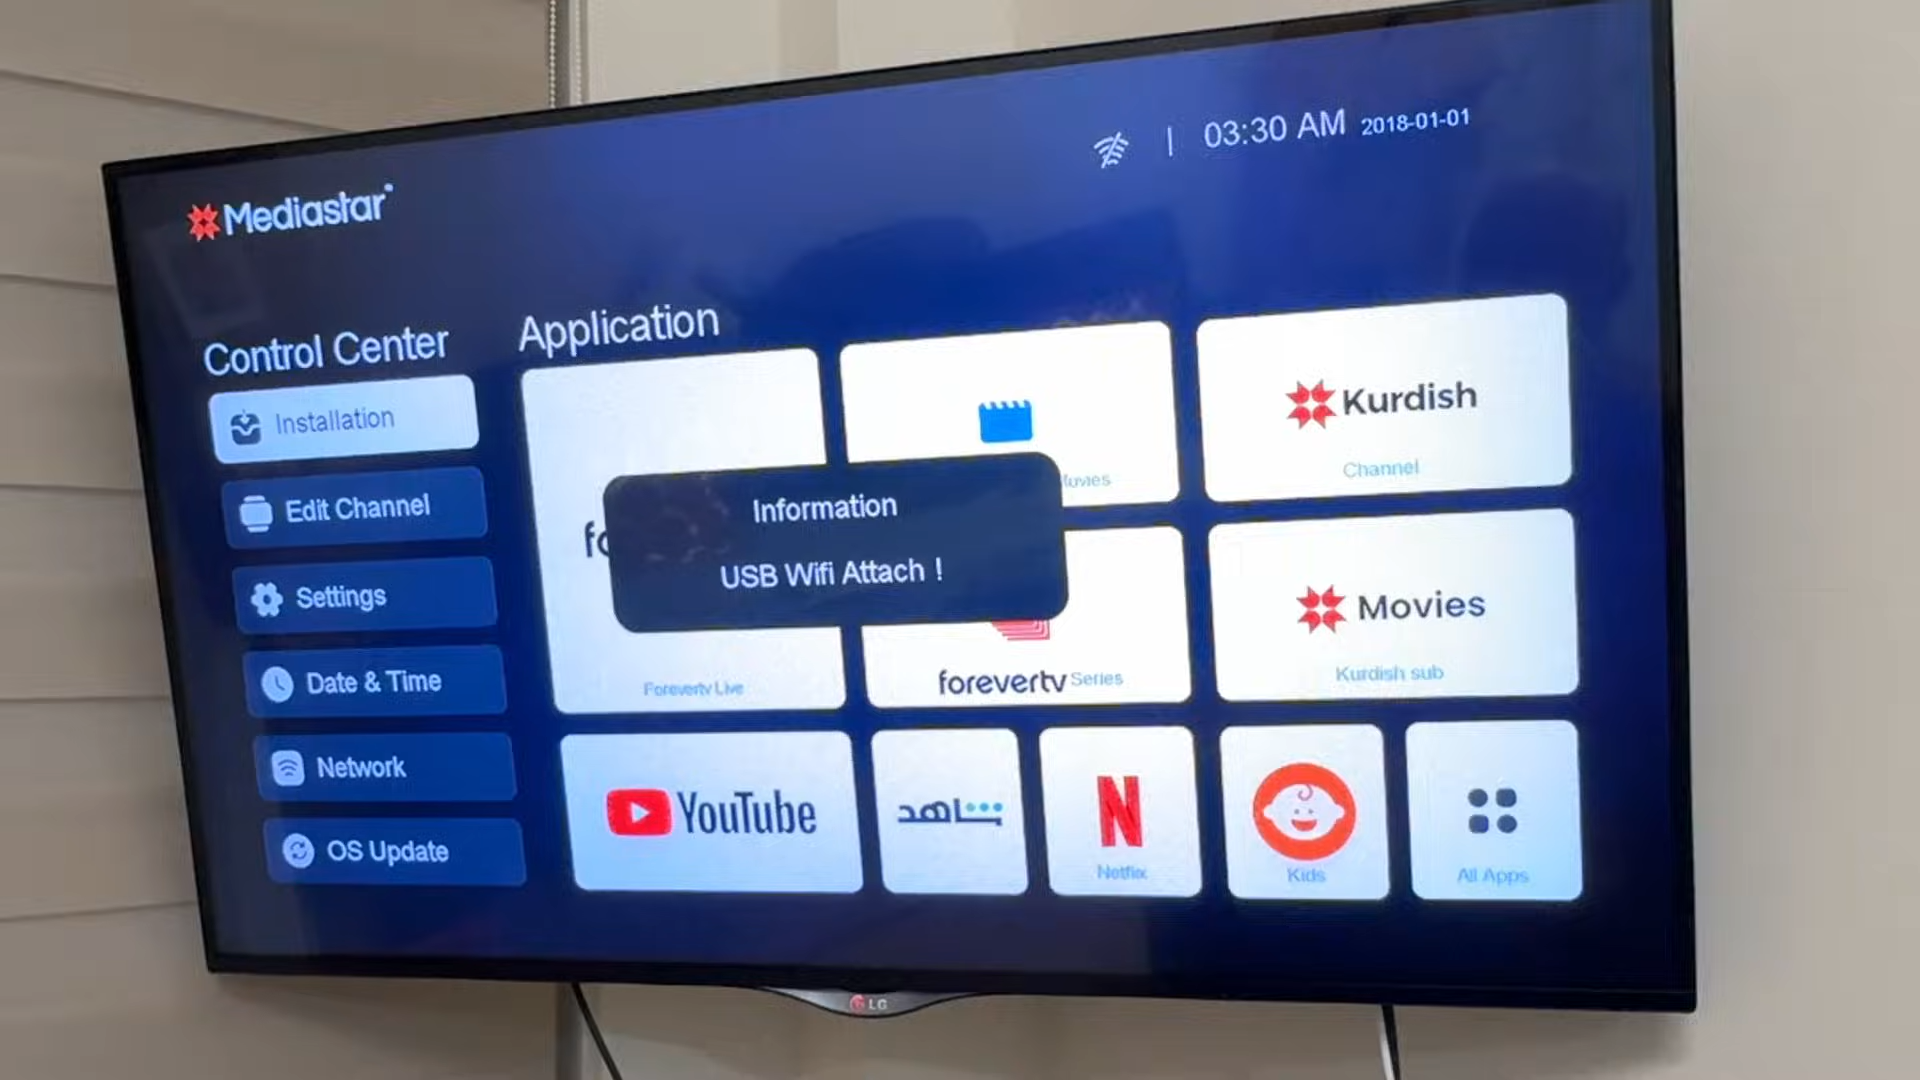 03:30 AM 2018-01-01
Mediastar
Control Center
Application
Installation
Edit Channel
Settings
Date & Time
Network
OS Update
Information
USB Wifi Attach !
Forevertv Live
forevertv Series
Kurdish
Channel
Movies
Kurdish sub
YouTube
شاهد
N
Netflix
Kids
All Apps
LG